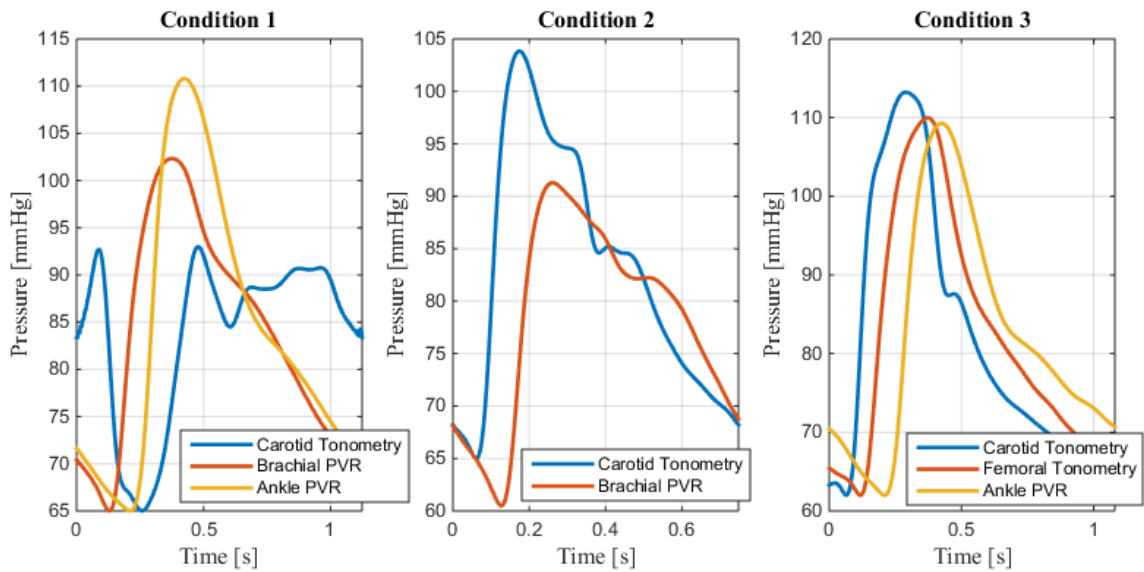 Condition 1
Pressure [mmHg]
115
110
105
100
95
90
85
80
75
70
65
0
0.5
1
Time [s]
Carotid Tonometry
Brachial PVR
Ankle PVR
Condition 2
Pressure [mmHg]
105
100
95
90
85
80
75
70
65
60
0
0.2
0.4
0.6
Time [s]
Carotid Tonometry
Brachial PVR
Condition 3
Pressure [mmHg]
120
110
100
90
80
70
60
0
0.5
1
Time [s]
Carotid Tonometry
Femoral Tonometry
Ankle PVR